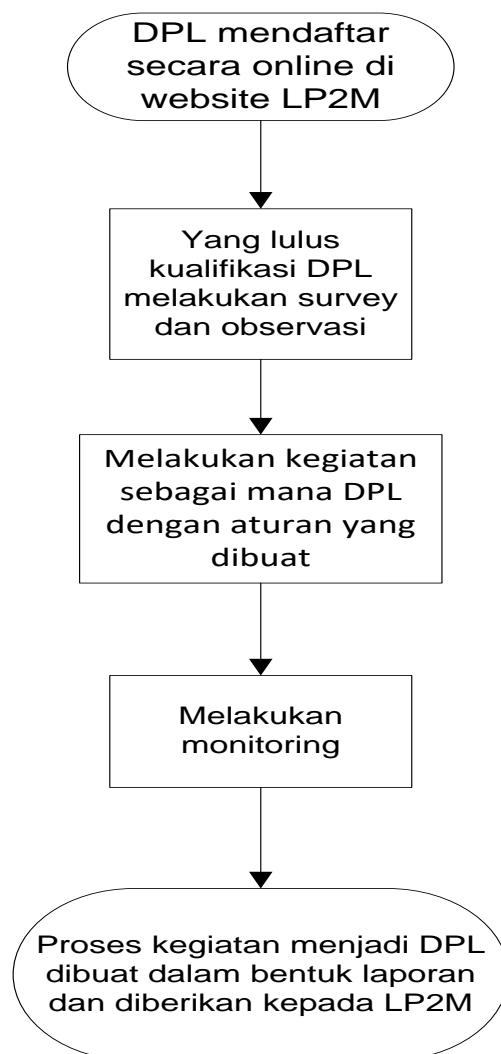 DPL mendaftar
secara online di
website LP2M
Yang lulus
kualifikasi DPL
melakukan survey
dan observasi
Melakukan kegiatan
sebagai mana DPL
dengan aturan yang
dibuat
Melakukan
monitoring
Proses kegiatan menjadi DPL
dibuat dalam bentuk laporan
dan diberikan kepada LP2M